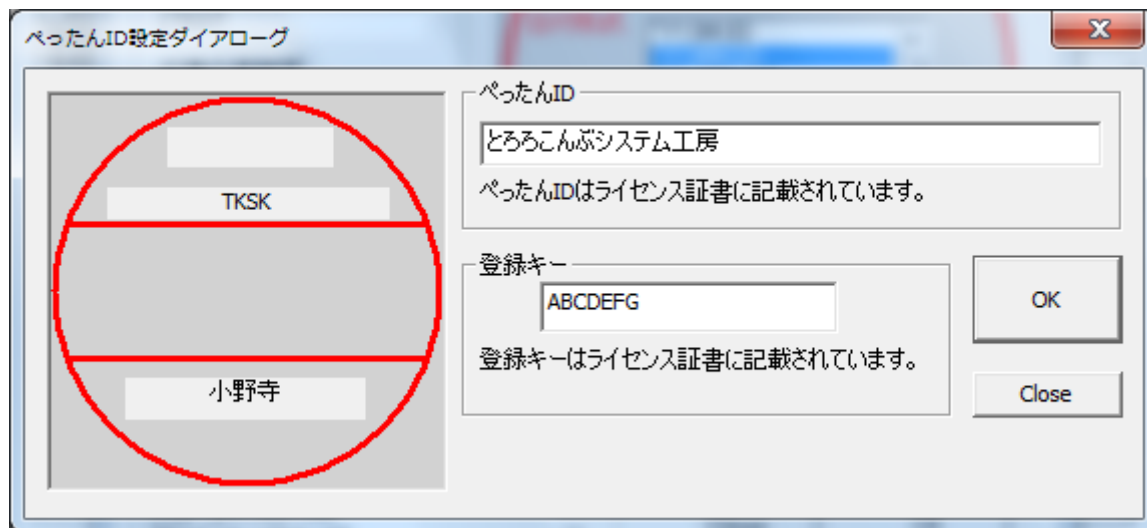 ぺったんID設定ダイアローグ
TKSK
小野寺
ぺったんID
とろろこんぶシステム工房
ぺったんIDはライセンス証書に記載されています。
登録キー
ABCDEFG
登録キーはライセンス証書に記載されています。
OK
Close